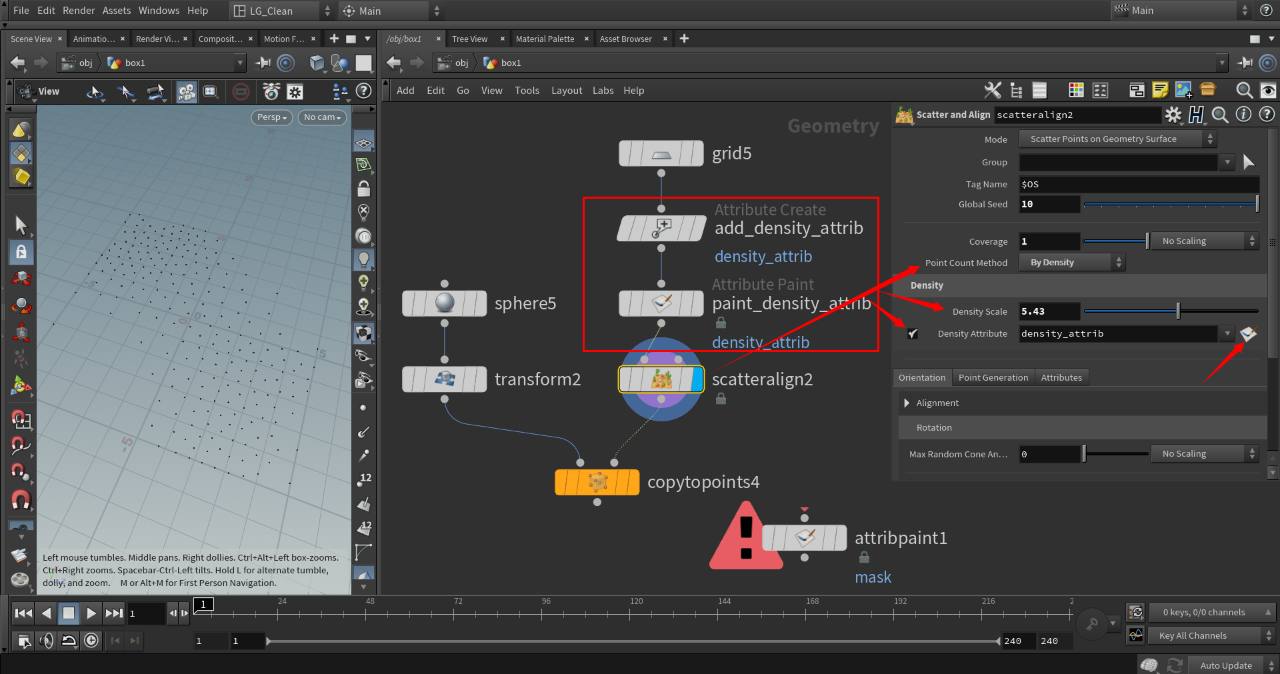 File Edit Render Assets Windows Help LG_Clean Main Main
Scene View Animatio... Render Vi... Composit... Motion F... /obj/box1 Tree View Material Palette Asset Browser
obj box1 obj box1
View Add Edit Go View Tools Layout Labs Help
Persp No cam
Geometry
Scatter and Align scatteralign2
Mode Scatter Points on Geometry Surface
Group
Tag Name $OS
Global Seed 10
Coverage 1 No Scaling
Point Count Method By Density
Density
Density Scale 5.43
Density Attribute density_attrib
Orientation Point Generation Attributes
Alignment
Rotation
Max Random Cone An... 0 No Scaling
grid5
Attribute Create
add_density_attrib
density_attrib
Attribute Paint
paint_density_attrib
density_attrib
sphere5
transform2
scatteralign2
copytopoints4
attribpaint1
mask
5
-5
12
12
Left mouse tumbles. Middle pans. Right dollies. Ctrl+Alt+Left box-zooms.
Ctrl+Right zooms. Spacebar-Ctrl-Left tilts. Hold L for alternate tumble,
dolly, and zoom. M or Alt+M for First Person Navigation.
1 1 24 48 72 96 120 144 168 192 216 2
0 keys, 0/0 channels
1 1 240 240 Key All Channels
Auto Update